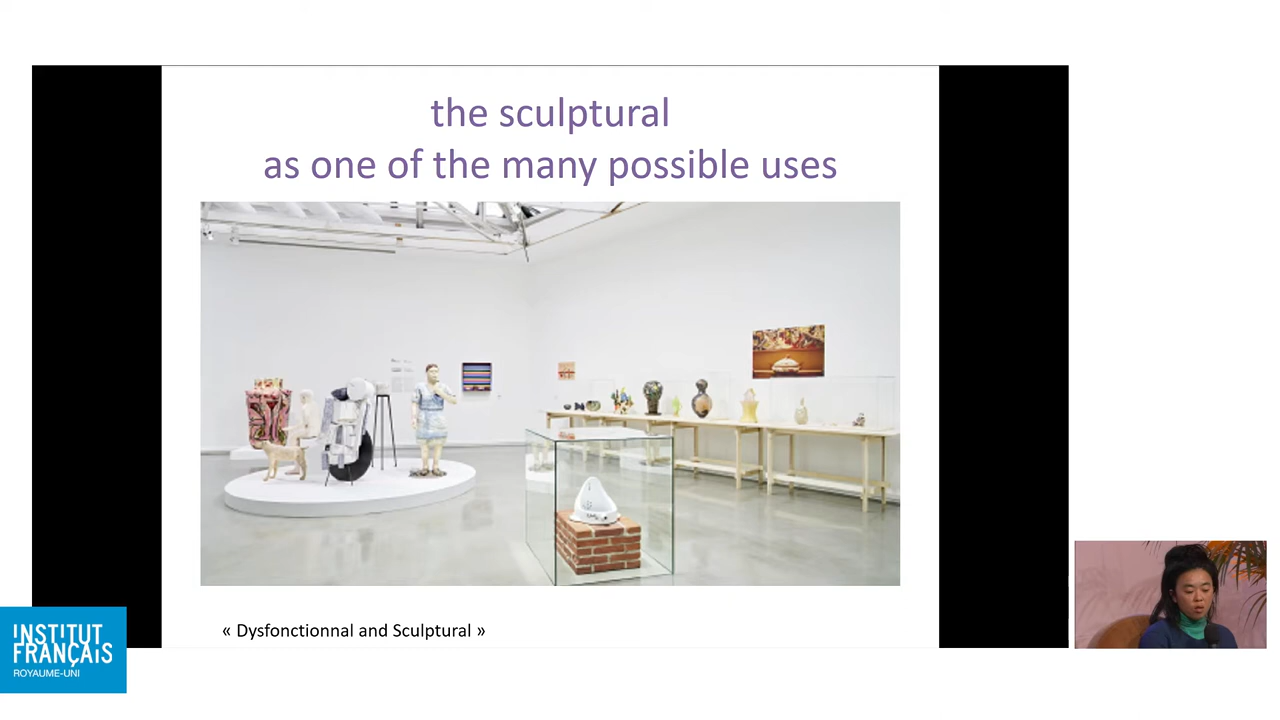 the sculptural
as one of the many possible uses
« Dysfonctionnal and Sculptural »
INSTITUT
FRANÇAIS
ROYAUME-UNI